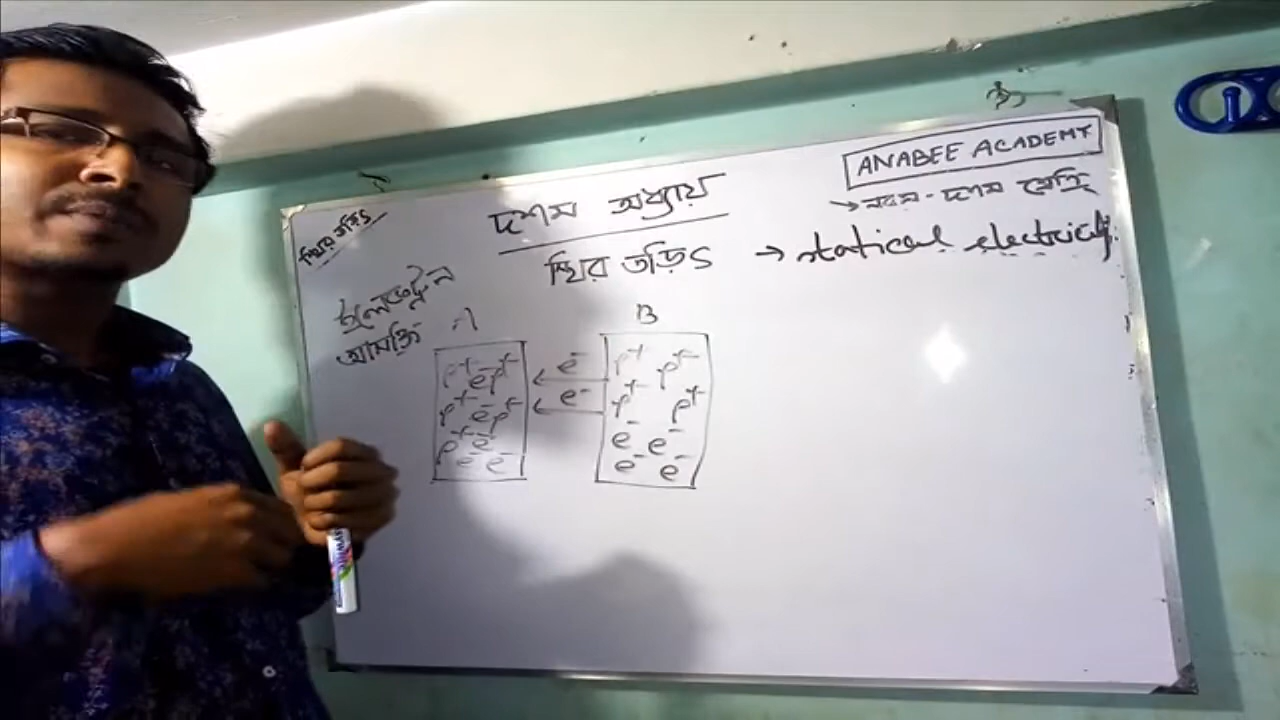 ANABEE ACADEMY
→ নবম-দশম শ্রেণি
দশম অধ্যায়
স্থির তড়িৎ
স্থির তড়িৎ → statical electricity
ইলেকট্রন
আসক্তি
A B
p+ e p+ e- p+ p+
p+ e- p+ e- p+ p+
p+ e- e- e-
e- e- e- e-